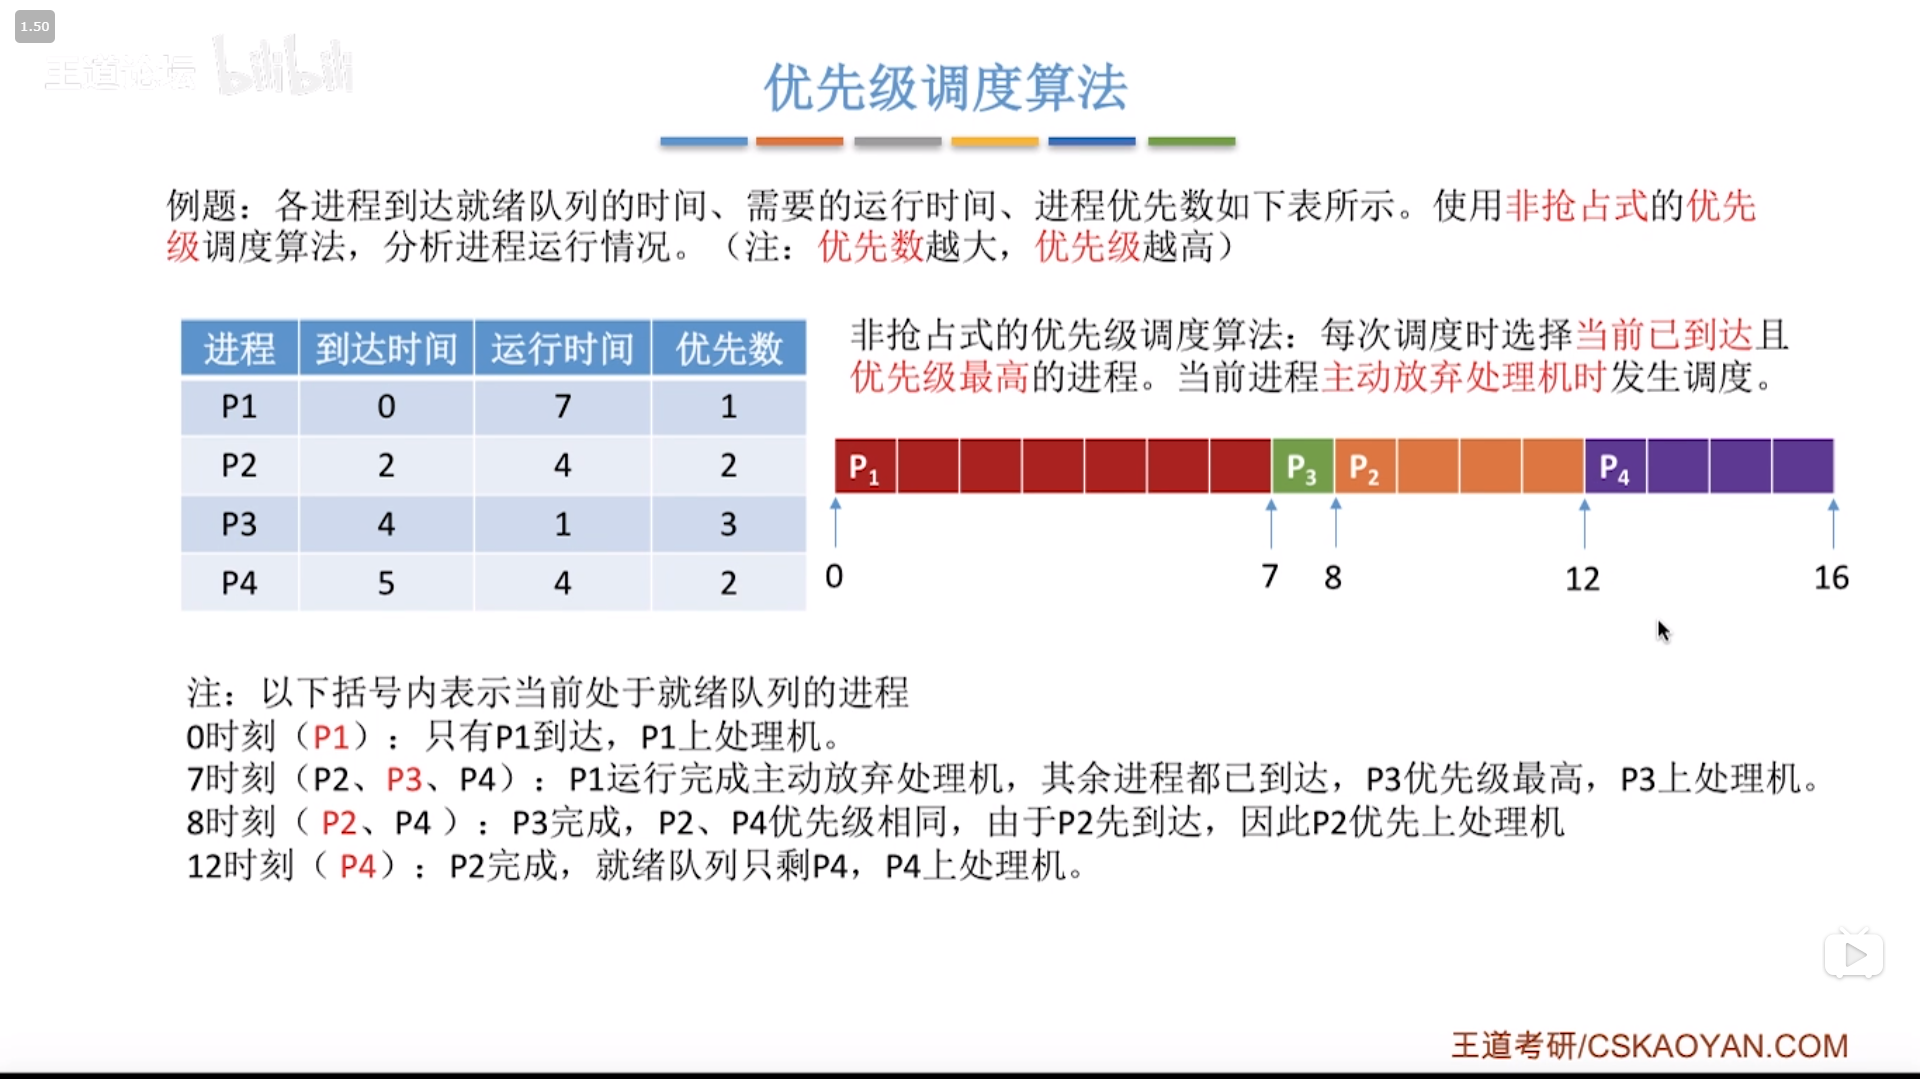 1.50
王道论坛 bilibili
优先级调度算法
例题：各进程到达就绪队列的时间、需要的运行时间、进程优先数如下表所示。使用非抢占式的优先
级调度算法，分析进程运行情况。（注：优先数越大，优先级越高）
进程 到达时间 运行时间 优先数
P1 0 7 1
P2 2 4 2
P3 4 1 3
P4 5 4 2
非抢占式的优先级调度算法：每次调度时选择当前已到达且
优先级最高的进程。当前进程主动放弃处理机时发生调度。
P1 P3 P2 P4
0 7 8 12 16
注：以下括号内表示当前处于就绪队列的进程
0时刻（P1）：只有P1到达，P1上处理机。
7时刻（P2、P3、P4）：P1运行完成主动放弃处理机，其余进程都已到达，P3优先级最高，P3上处理机。
8时刻（ P2、P4 ）：P3完成，P2、P4优先级相同，由于P2先到达，因此P2优先上处理机
12时刻（ P4）：P2完成，就绪队列只剩P4，P4上处理机。
王道考研/CSKAOYAN.COM